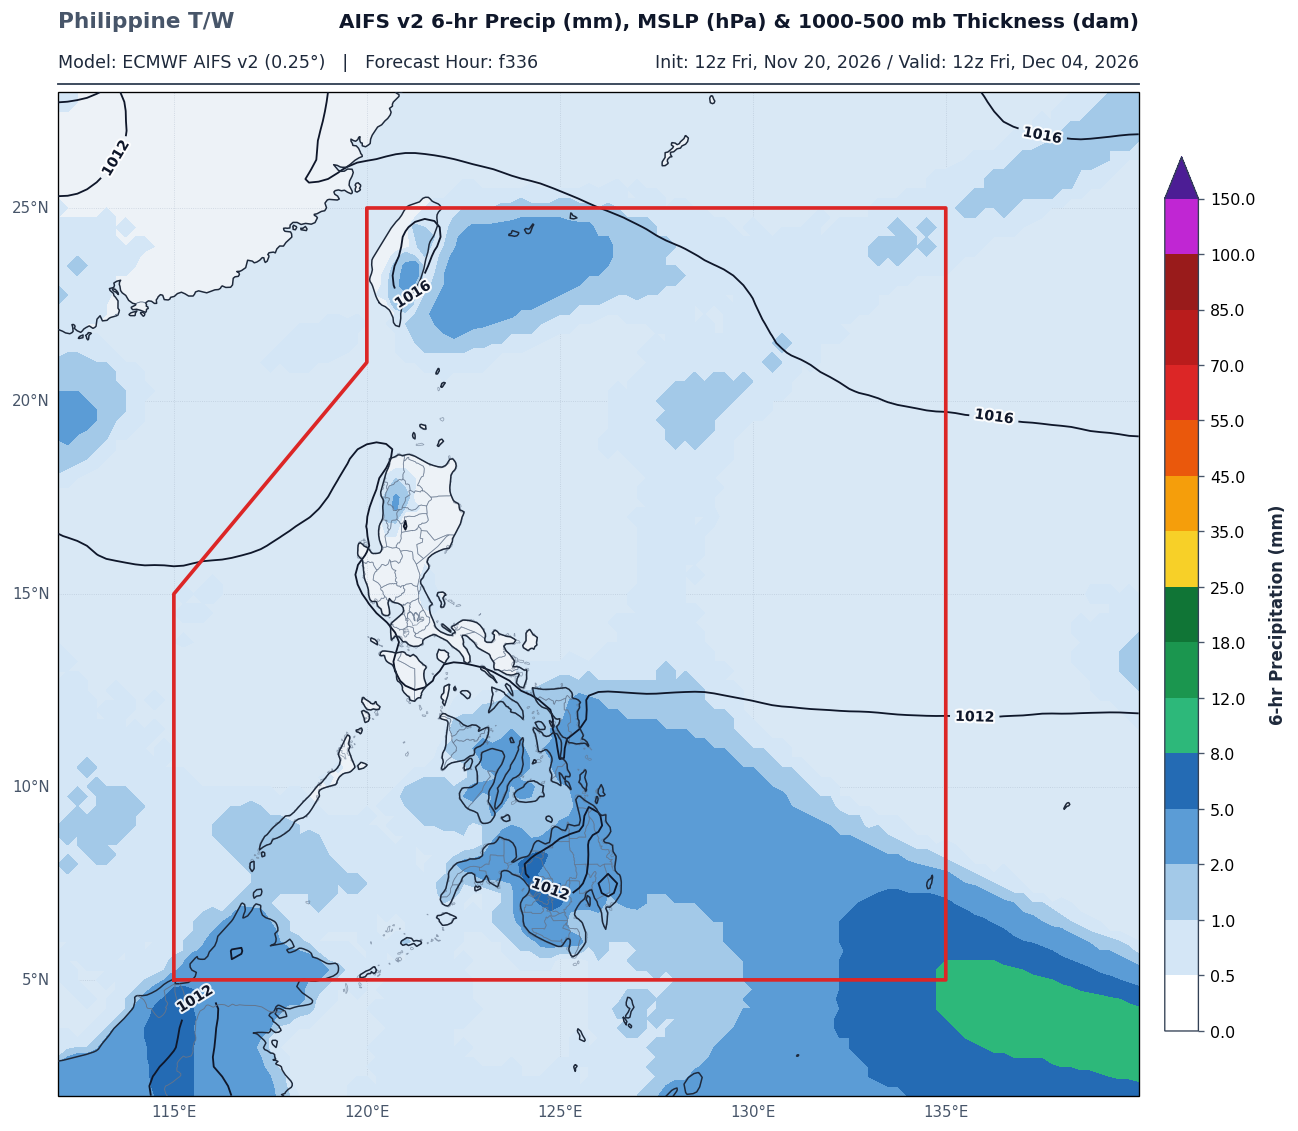 Philippine T/W
AIFS v2 6-hr Precip (mm), MSLP (hPa) & 1000-500 mb Thickness (dam)
Model: ECMWF AIFS v2 (0.25°) | Forecast Hour: f336
Init: 12z Fri, Nov 20, 2026 / Valid: 12z Fri, Dec 04, 2026
1012
1016
1016
1016
1012
1012
1012
25°N
20°N
15°N
10°N
5°N
115°E
120°E
125°E
130°E
135°E
150.0
100.0
85.0
70.0
55.0
45.0
35.0
25.0
18.0
12.0
8.0
5.0
2.0
1.0
0.5
0.0
6-hr Precipitation (mm)